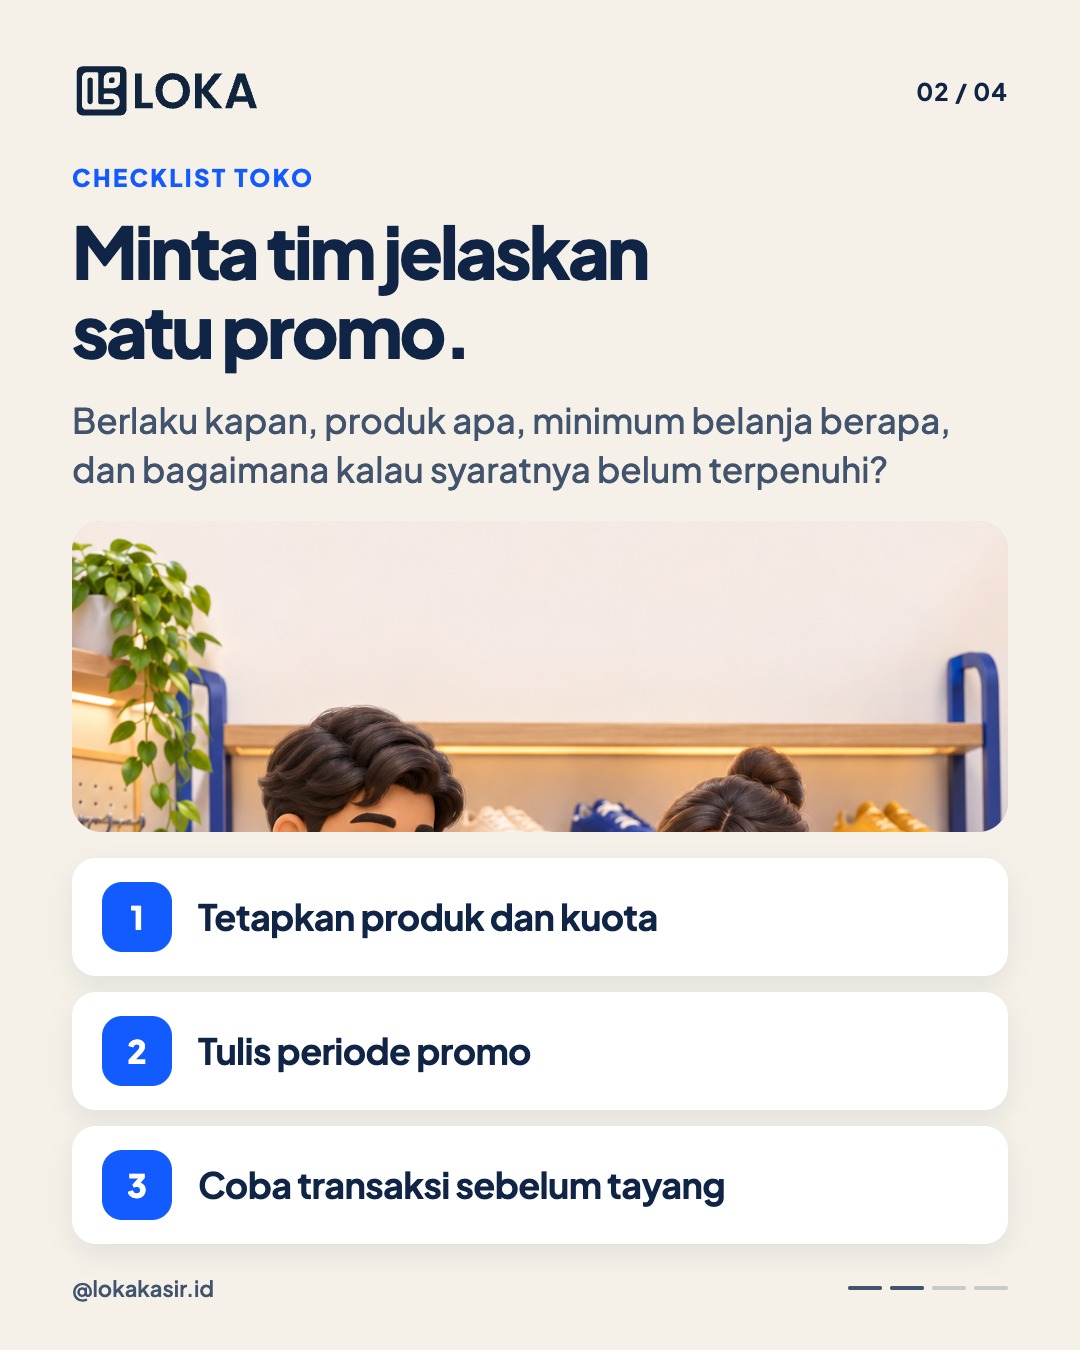 LOKA
02 / 04
CHECKLIST TOKO
Minta tim jelaskan
satu promo.
Berlaku kapan, produk apa, minimum belanja berapa,
dan bagaimana kalau syaratnya belum terpenuhi?
1 Tetapkan produk dan kuota
2 Tulis periode promo
3 Coba transaksi sebelum tayang
@lokakasir.id